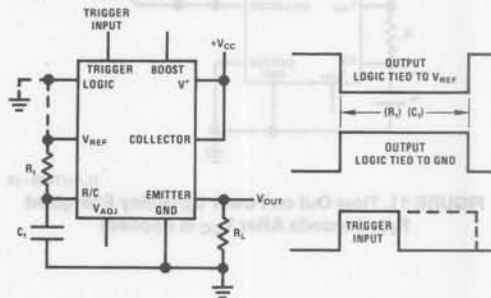 TRIGGER
INPUT
+VCC
TRIGGER
BOOST
LOGIC
V+
VREF
COLLECTOR
Rt
R/C
EMITTER
VOUT
VADJ
GND
Ct
RL
OUTPUT
LOGIC TIED TO VREF
(Rt) (Ct)
OUTPUT
LOGIC TIED TO GND
TRIGGER
INPUT